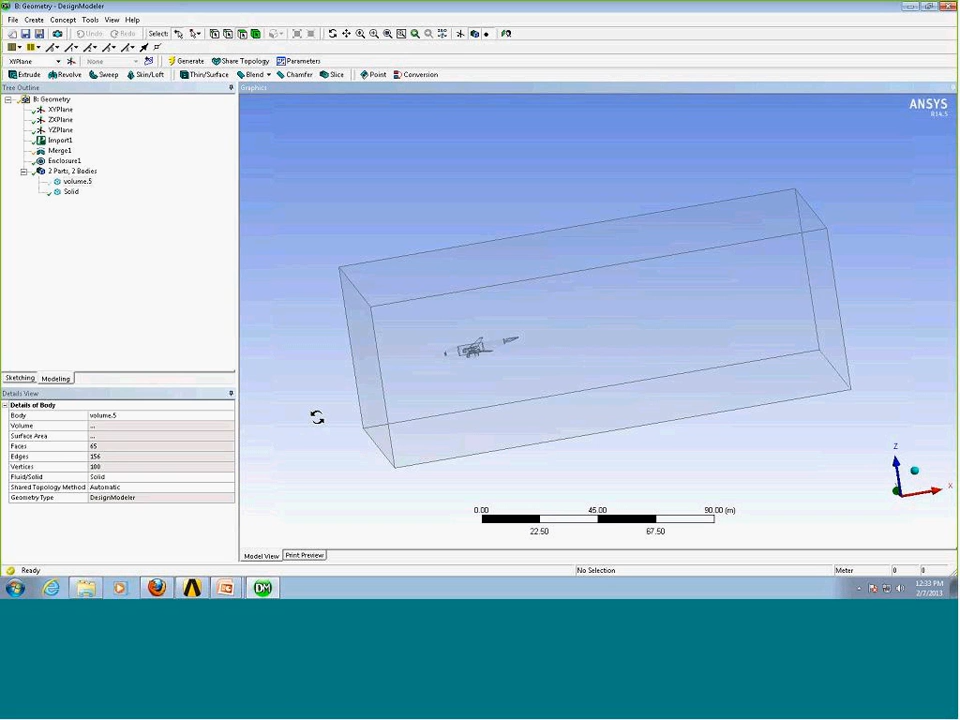 B: Geometry - DesignModeler
File Create Concept Tools View Help
Undo Redo Select:
XYPlane None Generate Share Topology Parameters
Extrude Revolve Sweep Skin/Loft Thin/Surface Blend Chamfer Slice Point Conversion
Tree Outline
B: Geometry
XYPlane
ZXPlane
YZPlane
Import1
Merge1
Enclosure1
2 Parts, 2 Bodies
volume.5
Solid
Sketching Modeling
Details View
Details of Body
Body volume.5
Volume ...
Surface Area ...
Faces 65
Edges 156
Vertices 100
Fluid/Solid Solid
Shared Topology Method Automatic
Geometry Type DesignModeler
Graphics
ANSYS
R14.5
Z
X
0.00 45.00 90.00 (m)
22.50 67.50
Model View Print Preview
Ready No Selection Meter 0 0
DM
12:33 PM
2/7/2013